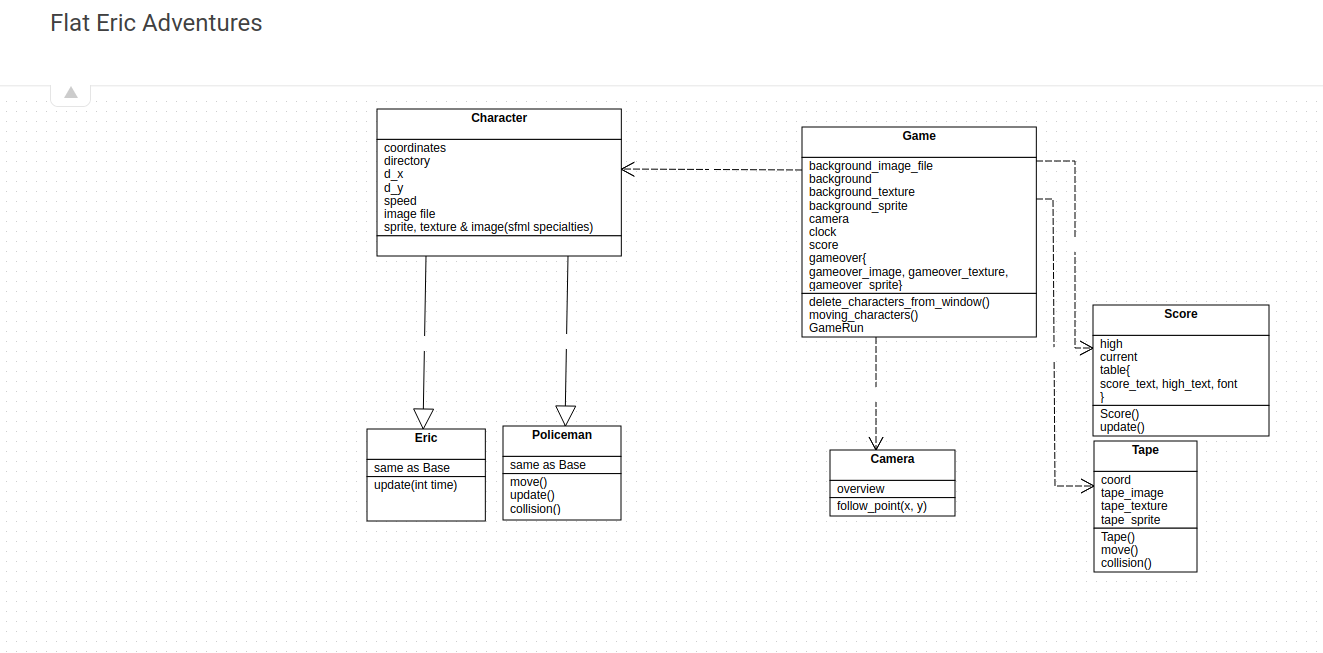 Flat Eric Adventures
Character
coordinates
directory
d_x
d_y
speed
image file
sprite, texture & image(sfml specialties)
Game
background_image_file
background
background_texture
background_sprite
camera
clock
score
gameover{
gameover_image, gameover_texture,
gameover_sprite}
delete_characters_from_window()
moving_characters()
GameRun
Score
high
current
table{
score_text, high_text, font
}
Score()
update()
Eric
same as Base
update(int time)
Policeman
same as Base
move()
update()
collision()
Camera
overview
follow_point(x, y)
Tape
coord
tape_image
tape_texture
tape_sprite
Tape()
move()
collision()